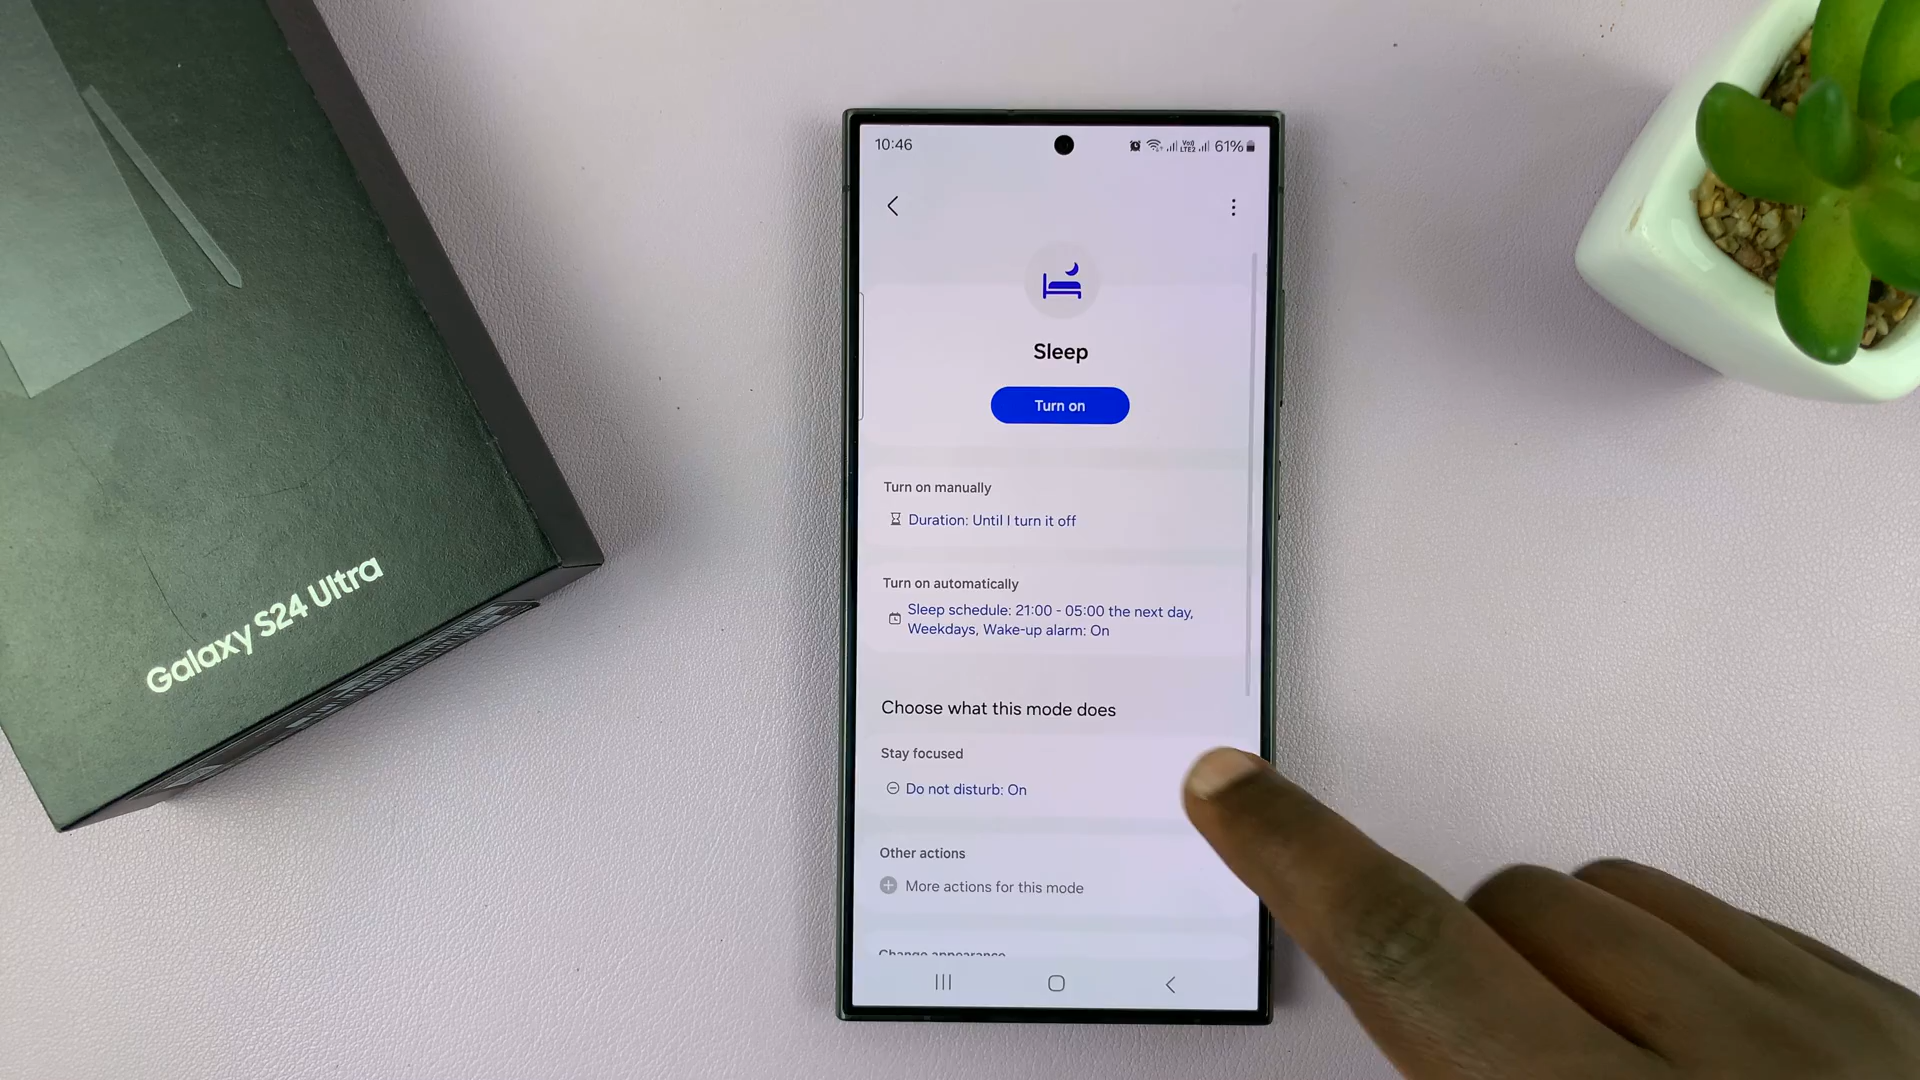 Galaxy S24 Ultra
10:46
61%
Sleep
Turn on
Turn on manually
Duration: Until I turn it off
Turn on automatically
Sleep schedule: 21:00 - 05:00 the next day,
Weekdays, Wake-up alarm: On
Choose what this mode does
Stay focused
Do not disturb: On
Other actions
More actions for this mode
Change appearance